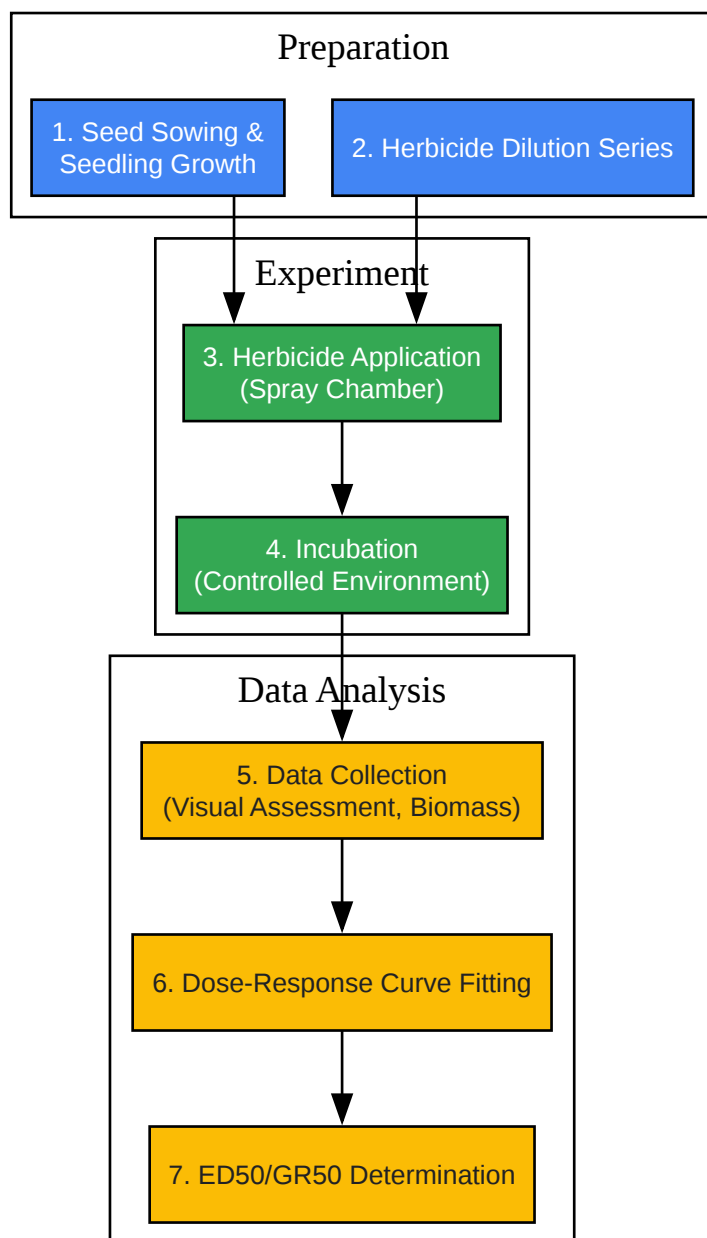 Preparation
1. Seed Sowing &
Seedling Growth
2. Herbicide Dilution Series
Experiment
3. Herbicide Application
(Spray Chamber)
4. Incubation
(Controlled Environment)
Data Analysis
5. Data Collection
(Visual Assessment, Biomass)
6. Dose-Response Curve Fitting
7. ED50/GR50 Determination